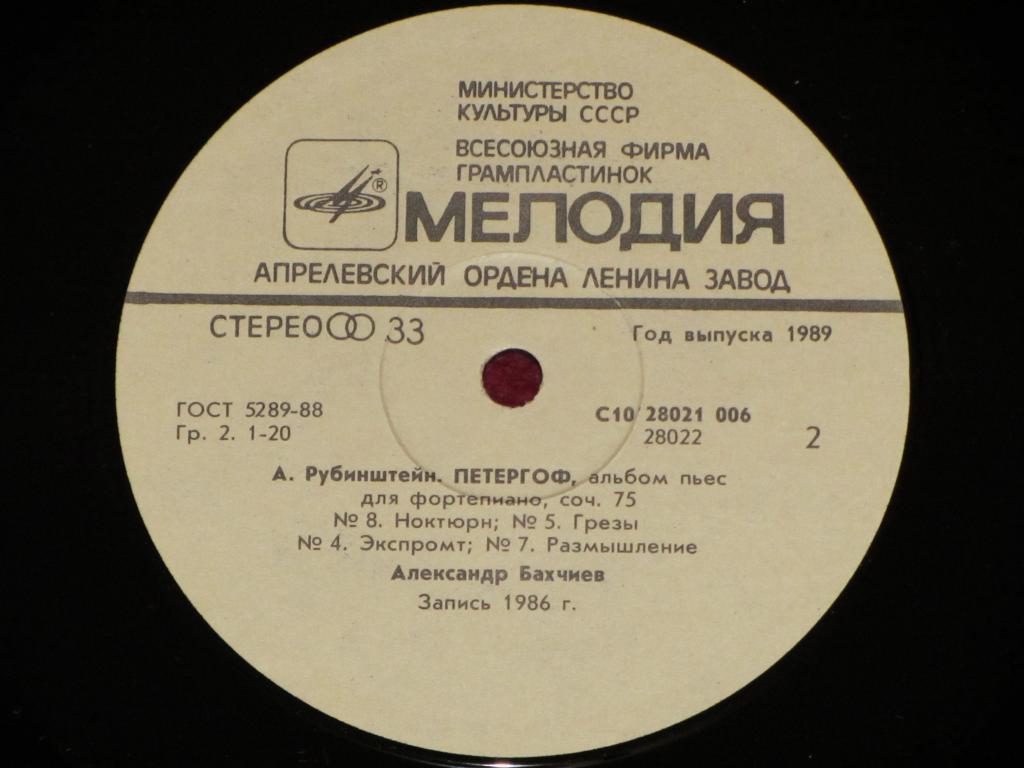 МИНИСТЕРСТВО
КУЛЬТУРЫ СССР
ВСЕСОЮЗНАЯ ФИРМА
ГРАМПЛАСТИНОК
®
МЕЛОДИЯ
АПРЕЛЕВСКИЙ ОРДЕНА ЛЕНИНА ЗАВОД
СТЕРЕО 33
Год выпуска 1989
ГОСТ 5289-88
Гр. 2. 1-20
С10 28021 006
28022
2
А. Рубинштейн. ПЕТЕРГОФ, альбом пьес
для фортепиано, соч. 75
№ 8. Ноктюрн; № 5. Грезы
№ 4. Экспромт; № 7. Размышление
Александр Бахчиев
Запись 1986 г.